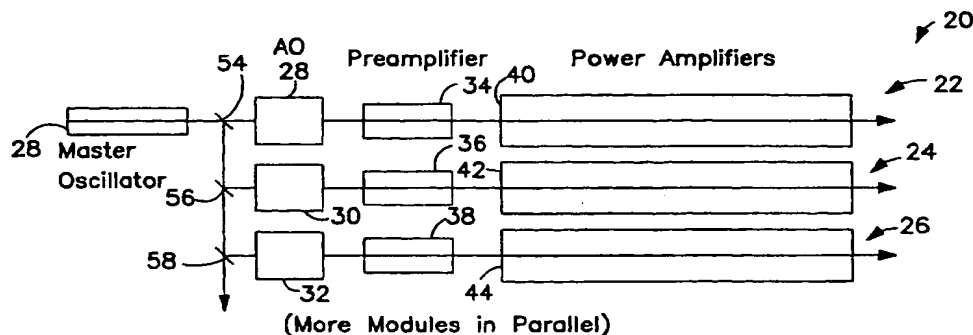 20
AO
28
54
Preamplifier
34
Power Amplifiers
40
22
28 Master
Oscillator
36
42
24
56
30
38
26
58
32
44
(More Modules in Parallel)